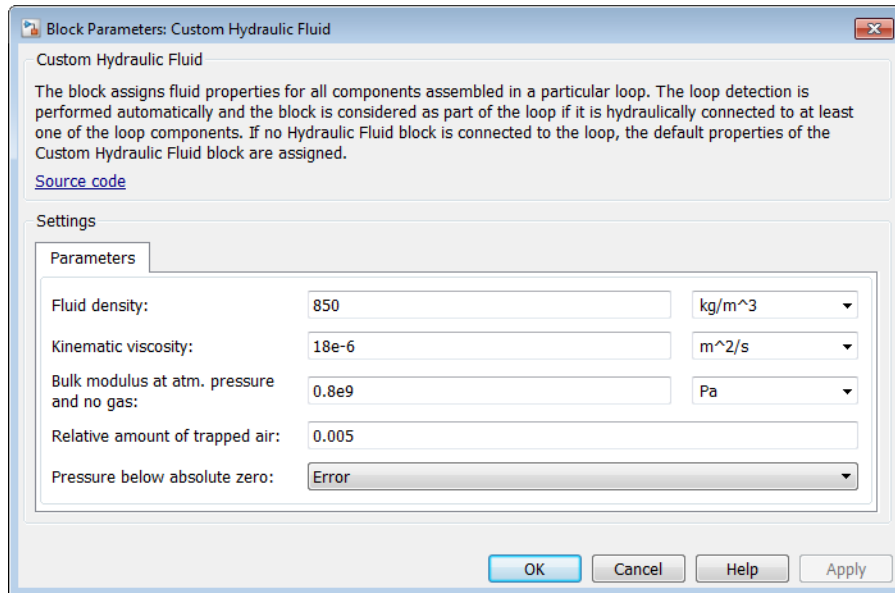 Block Parameters: Custom Hydraulic Fluid
Custom Hydraulic Fluid
The block assigns fluid properties for all components assembled in a particular loop. The loop detection is
performed automatically and the block is considered as part of the loop if it is hydraulically connected to at least
one of the loop components. If no Hydraulic Fluid block is connected to the loop, the default properties of the
Custom Hydraulic Fluid block are assigned.
Source code
Settings
Parameters
Fluid density: 850 kg/m^3
Kinematic viscosity: 18e-6 m^2/s
Bulk modulus at atm. pressure
and no gas: 0.8e9 Pa
Relative amount of trapped air: 0.005
Pressure below absolute zero: Error
OK Cancel Help Apply